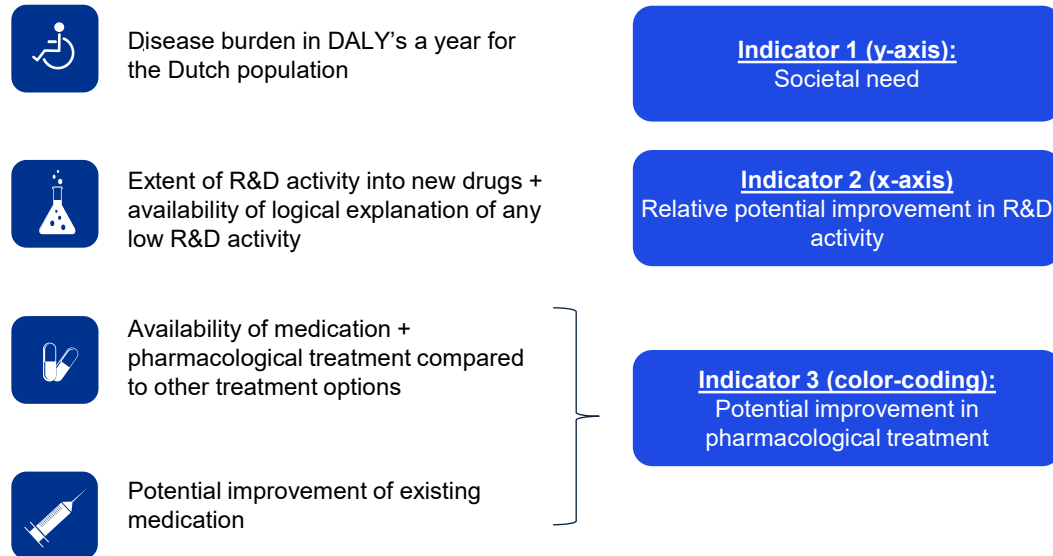 Disease burden in DALY's a year for
the Dutch population
Indicator 1 (y-axis):
Societal need
Extent of R&D activity into new drugs +
availability of logical explanation of any
low R&D activity
Indicator 2 (x-axis)
Relative potential improvement in R&D
activity
Availability of medication +
pharmacological treatment compared
to other treatment options
Potential improvement of existing
medication
Indicator 3 (color-coding):
Potential improvement in
pharmacological treatment